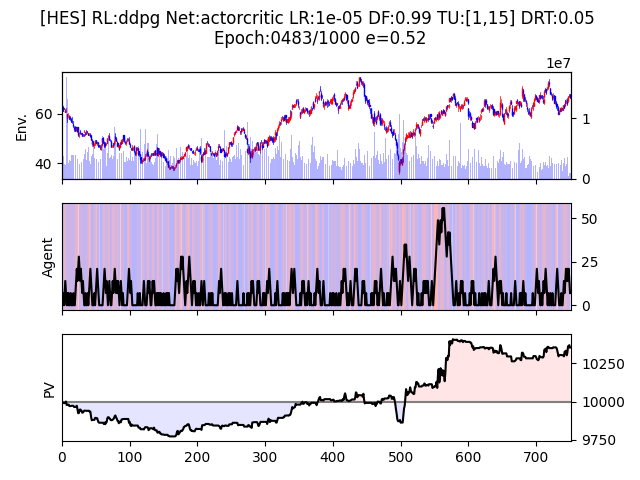 [HES] RL:ddpg Net:actorcritic LR:1e-05 DF:0.99 TU:[1,15] DRT:0.05
Epoch:0483/1000 e=0.52
1e7
Env.
60
40
1
0
Agent
50
25
0
PV
10250
10000
9750
0 100 200 300 400 500 600 700